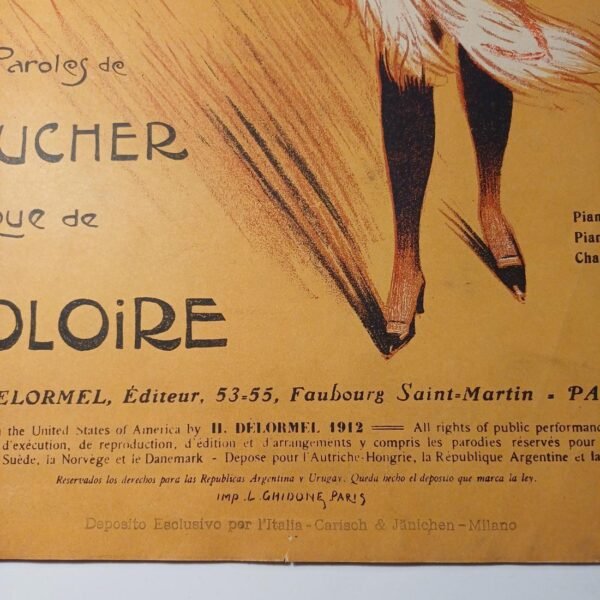 Paroles de
UCHER
que de
OLOIRE
Pian
Pian
Cha
ELORMEL, Éditeur, 53=55, Faubourg Saint=Martin - PA
the United States of America by H. DÉLORMEL 1912 — All rights of public performanc
d'exécution, de reproduction, d'édition et d'arrangements y compris les parodies réservés pour
Suède, la Norvège et le Danemark - Déposé pour l'Autriche-Hongrie, la République Argentine et la
Reservados los derechos para las Republicas Argentina y Urugay. Queda hecho el deposito que marca la ley.
IMP. L. GHIDONE, PARIS
Deposito Esclusivo per l'Italia - Carisch & Jänichen - Milano